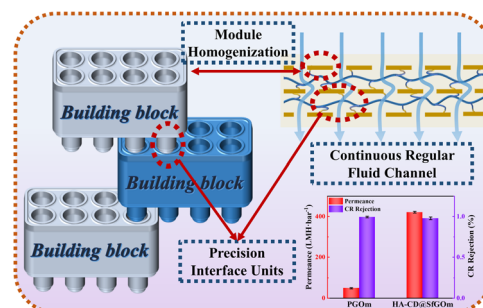 Module
Homogenization
Building block
Building block
Building block
Continuous Regular
Fluid Channel
Precision
Interface Units
Permeance
CR Rejection
Permeance (LMH·bar⁻¹)
400
200
0
1.0
0.5
0.0
CR Rejection (%)
PGOm
HA-CD@SfGOm